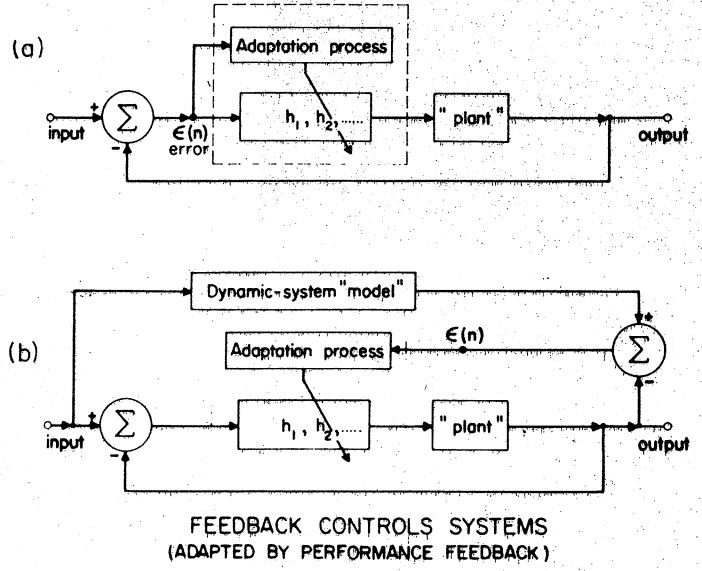 (a)
Adaptation process
+
Σ
-
input
ϵ(n)
error
h₁, h₂,.....
"plant"
output
Dynamic-system "model"
+
Σ
-
ϵ(n)
(b)
Adaptation process
+
Σ
-
input
h₁, h₂,.....
"plant"
output
FEEDBACK CONTROLS SYSTEMS
(ADAPTED BY PERFORMANCE FEEDBACK)